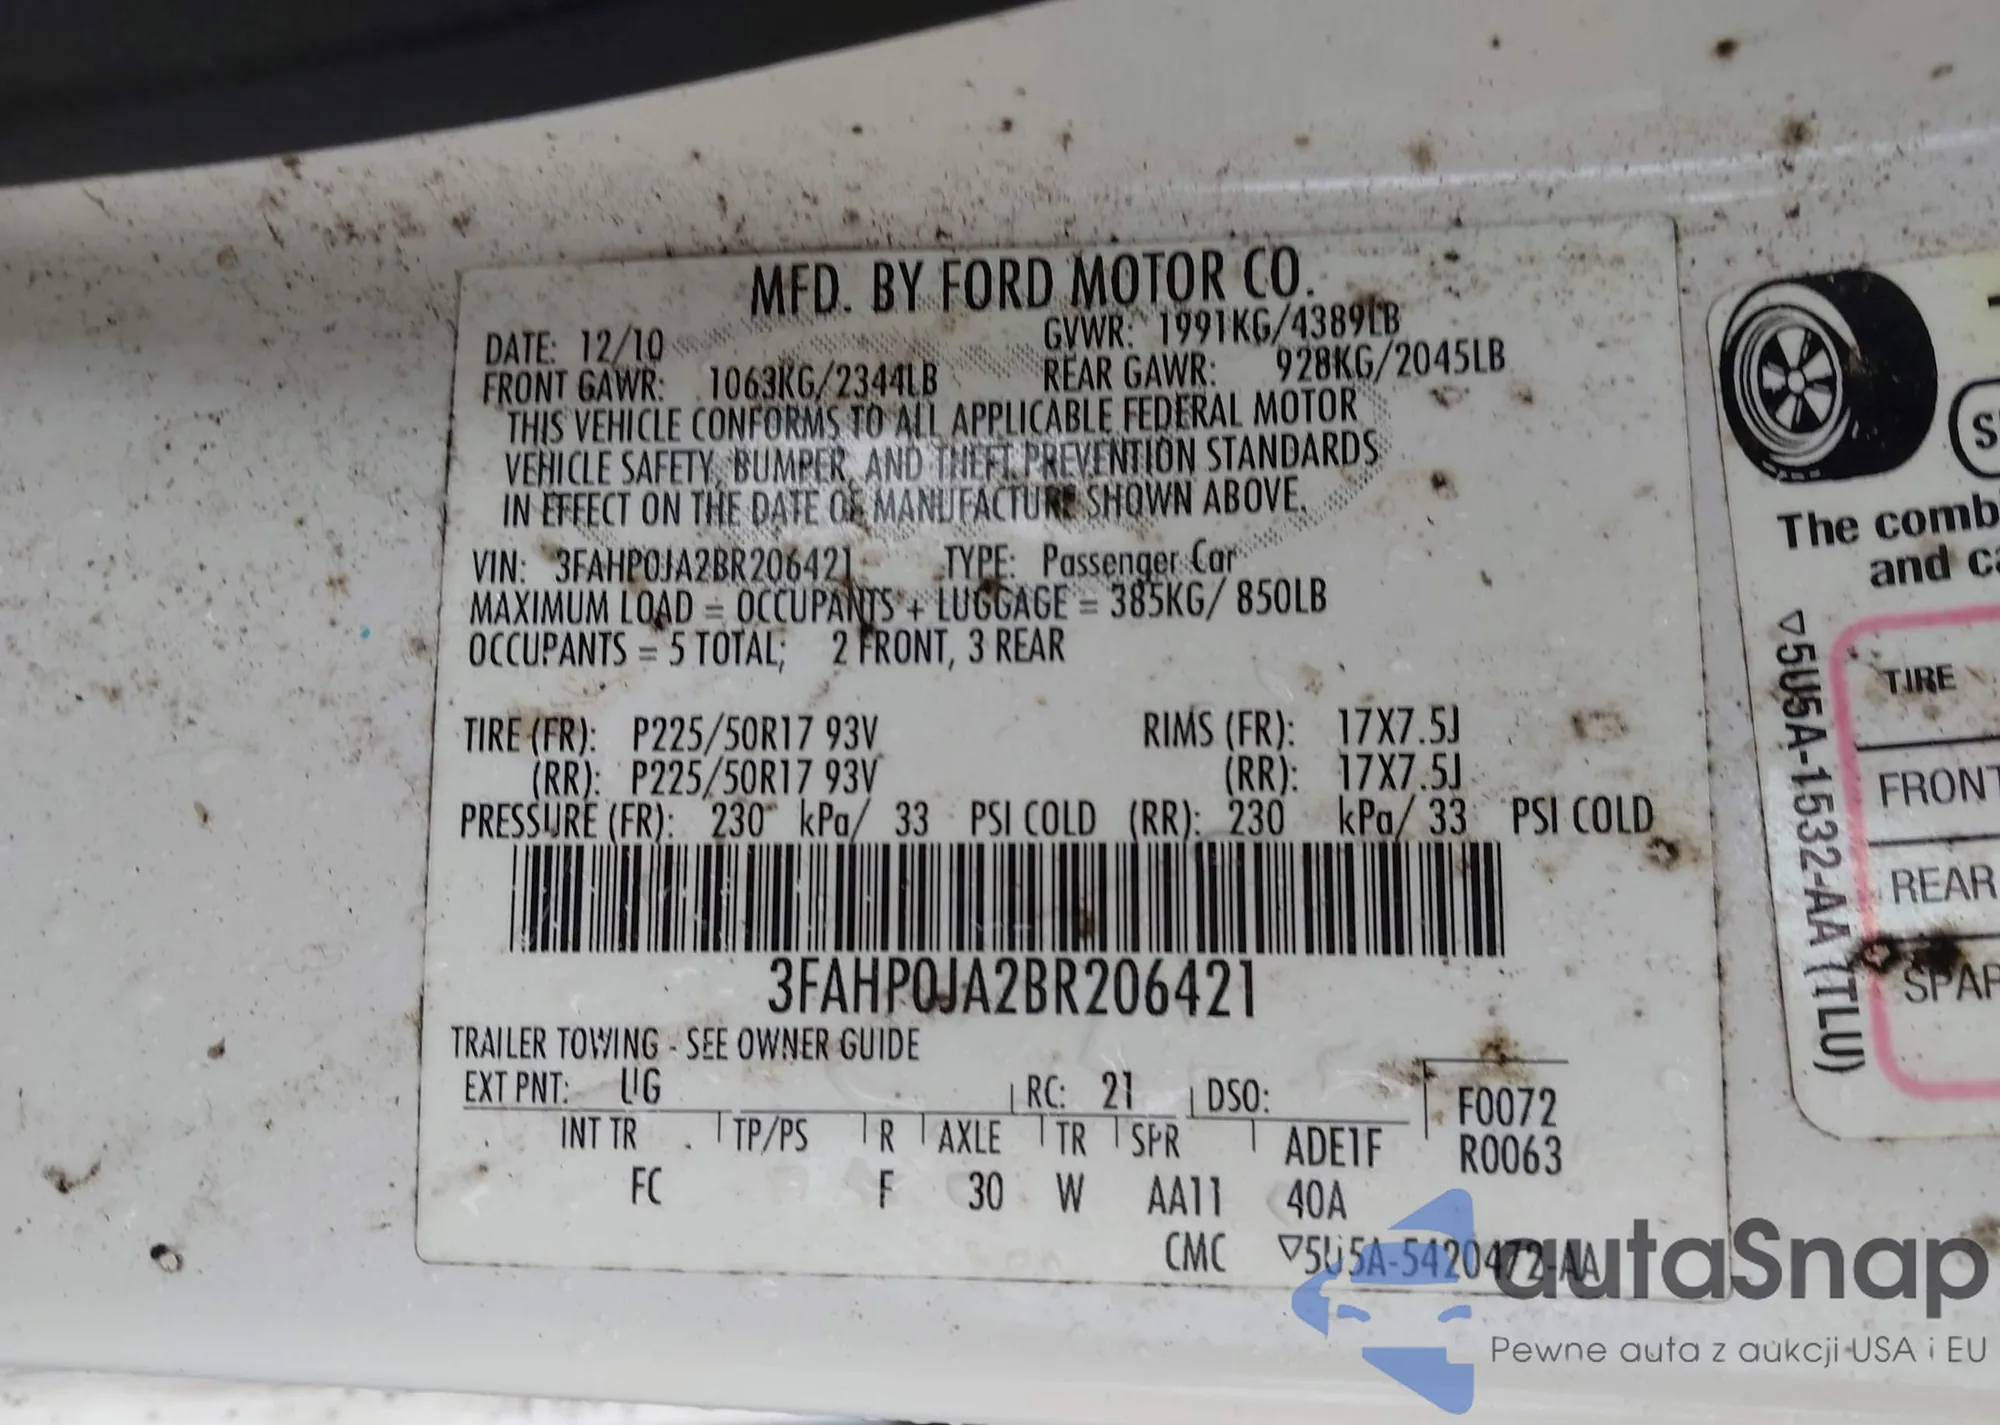 MFD. BY FORD MOTOR CO.
DATE: 12/10 GVWR: 1991KG/4389LB
FRONT GAWR: 1063KG/2344LB REAR GAWR: 928KG/2045LB
THIS VEHICLE CONFORMS TO ALL APPLICABLE FEDERAL MOTOR
VEHICLE SAFETY, BUMPER, AND THEFT PREVENTION STANDARDS
IN EFFECT ON THE DATE OF MANUFACTURE SHOWN ABOVE.
VIN: 3FAHP0JA2BR206421 TYPE: Passenger Car
MAXIMUM LOAD = OCCUPANTS + LUGGAGE = 385KG/ 850LB
OCCUPANTS = 5 TOTAL; 2 FRONT, 3 REAR
TIRE (FR): P225/50R17 93V RIMS (FR): 17X7.5J
(RR): P225/50R17 93V (RR): 17X7.5J
PRESSURE (FR): 230 kPa/ 33 PSI COLD (RR): 230 kPa/ 33 PSI COLD
3FAHP0JA2BR206421
TRAILER TOWING - SEE OWNER GUIDE
EXT PNT: UG RC: 21 DSO: F0072
INT TR TP/PS R AXLE TR SPR ADE1F R0063
FC F 30 W AA11 40A
CMC ▽5U5A-5420472-AA
The comb
and ca
▽5U5A-1532-AA (TLU)
TIRE
FRONT
REAR
SPAR
autaSnap
Pewne auta z aukcji USA i EU